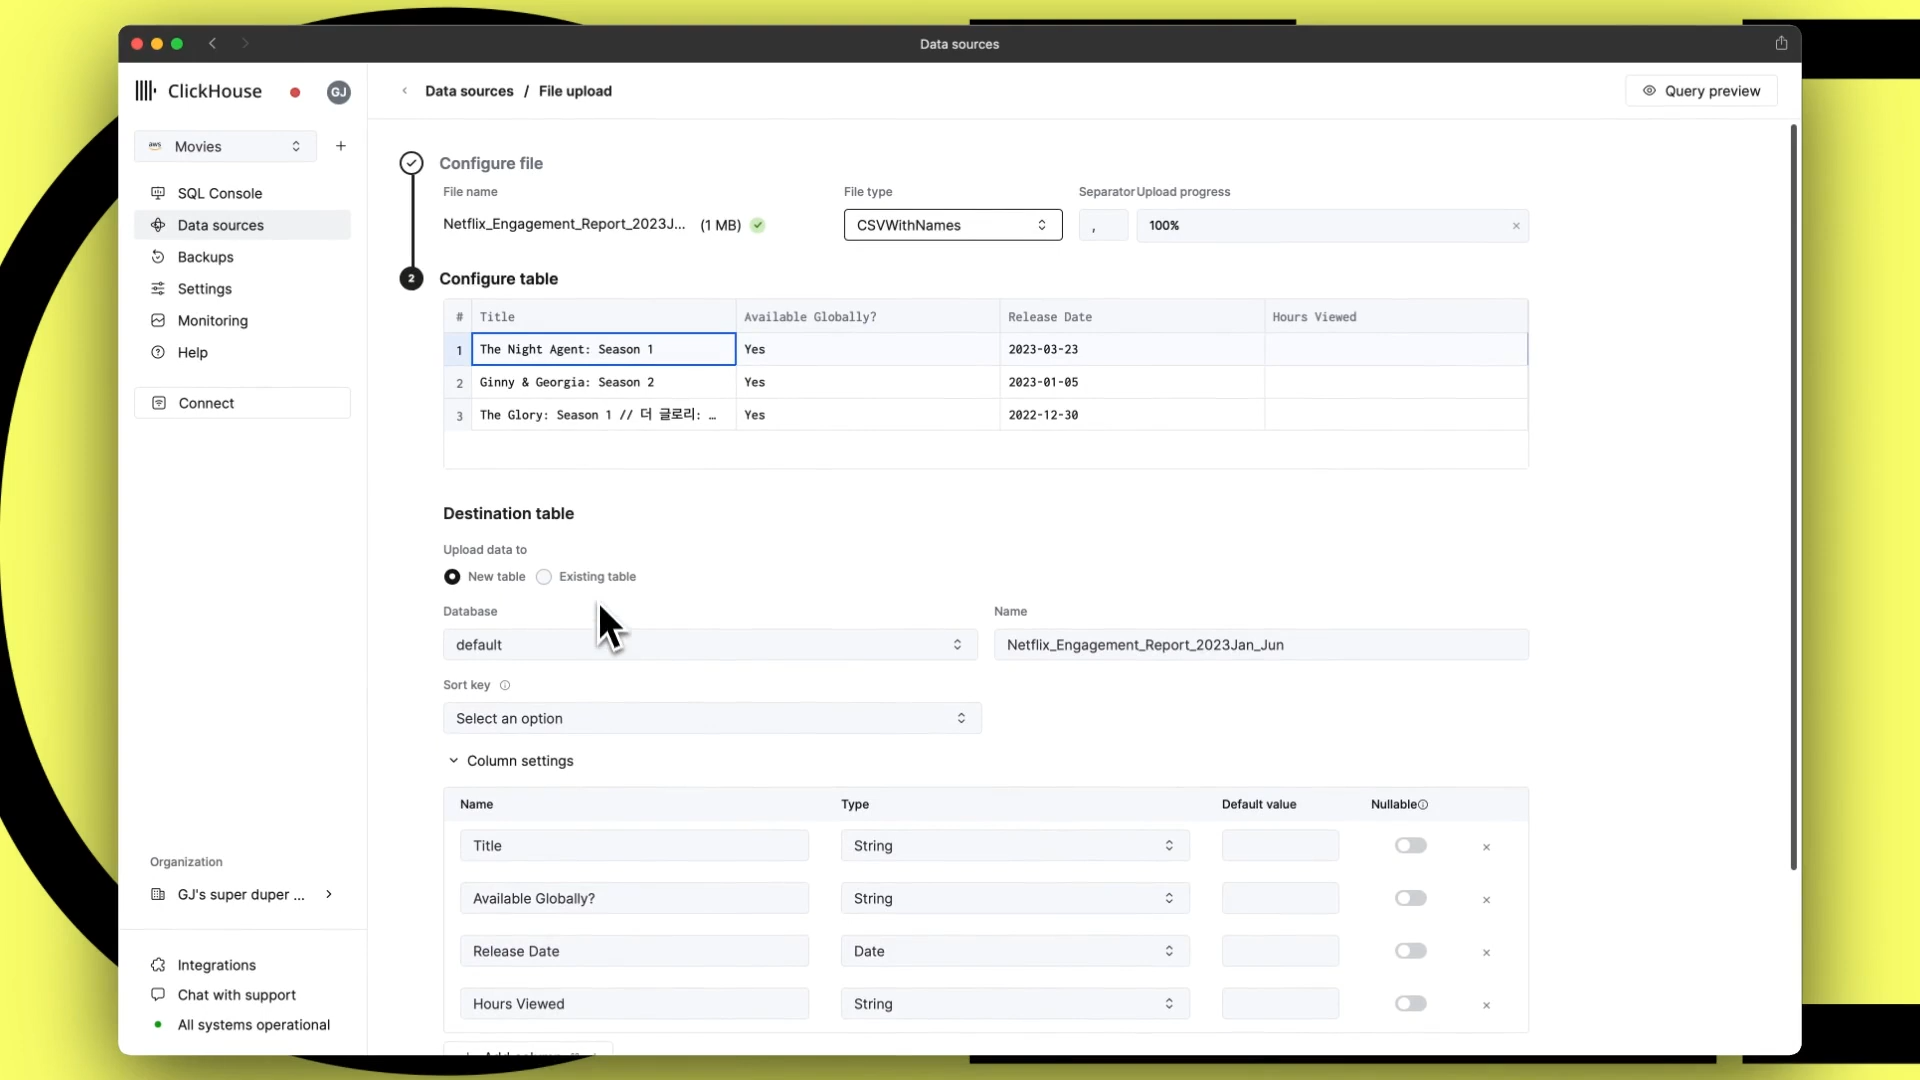 Data sources
ClickHouse
GJ
Data sources / File upload
Query preview
aws Movies
SQL Console
Data sources
Backups
Settings
Monitoring
Help
Connect
Configure file
File name
File type
Separator
Upload progress
Netflix_Engagement_Report_2023J... (1 MB)
CSVWithNames
,
100%
2
Configure table
# Title Available Globally? Release Date Hours Viewed
1 The Night Agent: Season 1 Yes 2023-03-23
2 Ginny & Georgia: Season 2 Yes 2023-01-05
3 The Glory: Season 1 // 더 글로리: … Yes 2022-12-30
Destination table
Upload data to
New table
Existing table
Database
Name
default
Netflix_Engagement_Report_2023Jan_Jun
Sort key
Select an option
Column settings
Name Type Default value Nullable
Title String
Available Globally? String
Release Date Date
Hours Viewed String
Organization
GJ's super duper ...
Integrations
Chat with support
All systems operational